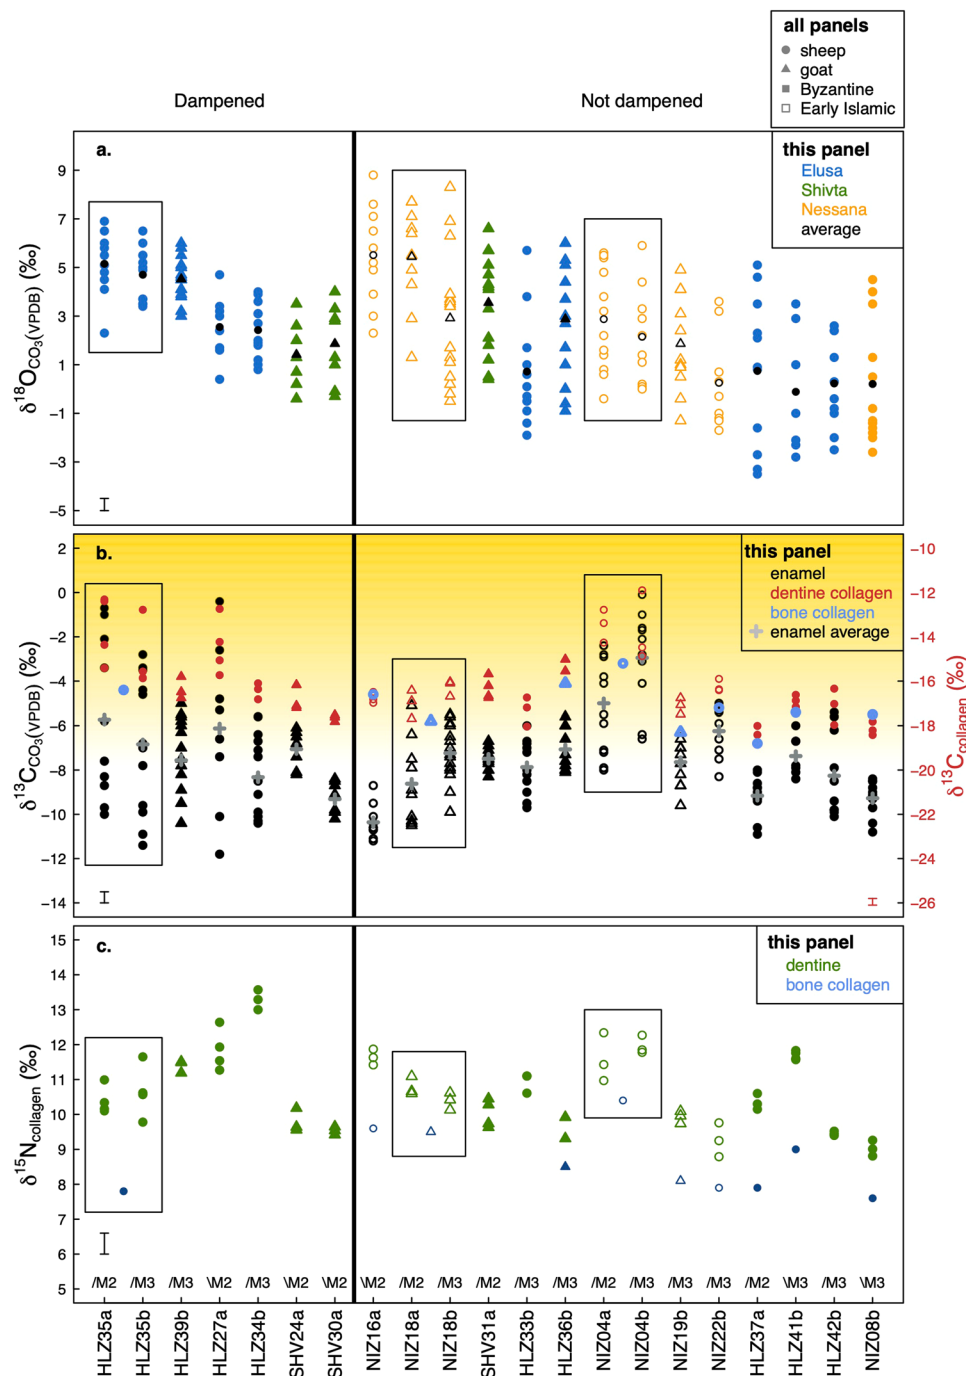 all panels
sheep
goat
Byzantine
Early Islamic
Dampened
Not dampened
a.
this panel
Elusa
Shivta
Nessana
average
9
7
5
3
1
−1
−3
−5
δ18OCO3(VPDB) (‰)
b.
this panel
enamel
dentine collagen
bone collagen
enamel average
2
0
−2
−4
−6
−8
−10
−12
−14
δ13CCO3(VPDB) (‰)
−10
−12
−14
−16
−18
−20
−22
−24
−26
δ13Ccollagen (‰)
c.
this panel
dentine
bone collagen
15
14
13
12
11
10
9
8
7
6
5
δ15Ncollagen (‰)
/M2 /M3 /M3 \M2 /M3 \M2 \M2 \M2 /M2 /M3 /M2 /M3 /M3 /M2 /M3 /M3 /M3 /M2 \M3 /M3 \M3
HLZ35a HLZ35b HLZ39b HLZ27a HLZ34b SHV24a SHV30a NIZ16a NIZ18a NIZ18b SHV31a HLZ33b HLZ36b NIZ04a NIZ04b NIZ19b NIZ22b HLZ37a HLZ41b HLZ42b NIZ08b